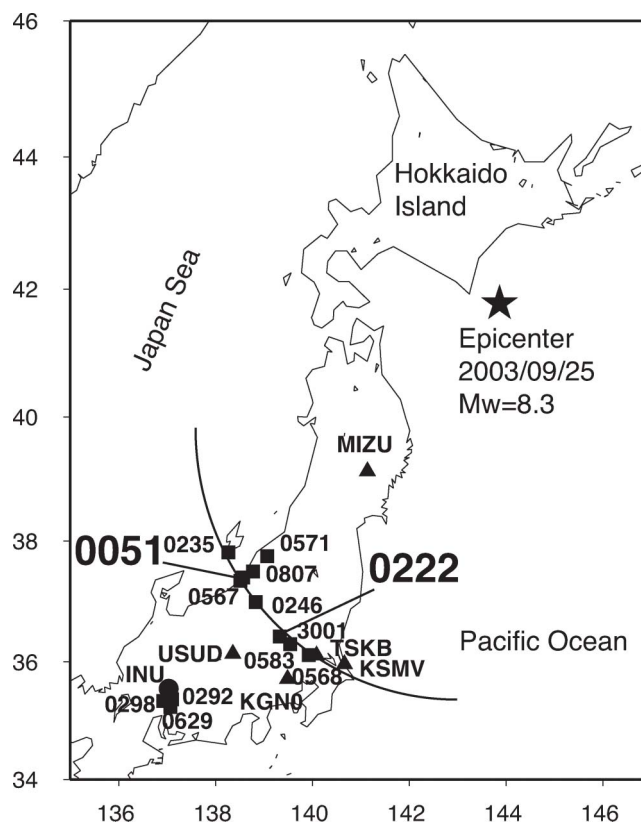 46
44
42
40
38
36
34
136
138
140
142
144
146
Hokkaido
Island
Japan Sea
Epicenter
2003/09/25
Mw=8.3
MIZU
0051
0235
0571
0807
0222
0567
0246
3001
TSKB
USUD
0583
KSMV
0568
Pacific Ocean
INU
0292
0298
KGN0
0629